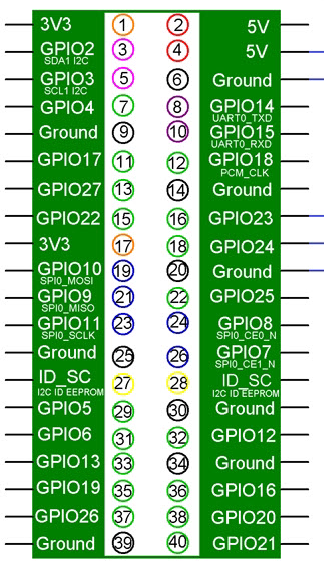 3V3 1 2 5V
GPIO2 3 4 5V
SDA1 I2C
GPIO3 5 6 Ground
SCL1 I2C
GPIO4 7 8 GPIO14
UART0_TXD
Ground 9 10 GPIO15
UART0_RXD
GPIO17 11 12 GPIO18
PCM_CLK
GPIO27 13 14 Ground
GPIO22 15 16 GPIO23
3V3 17 18 GPIO24
GPIO10 19 20 Ground
SPI0_MOSI
GPIO9 21 22 GPIO25
SPI0_MISO
GPIO11 23 24 GPIO8
SPI0_SCLK SPI0_CE0_N
Ground 25 26 GPIO7
SPI0_CE1_N
ID_SC 27 28 ID_SC
I2C ID EEPROM I2C ID EEPROM
GPIO5 29 30 Ground
GPIO6 31 32 GPIO12
GPIO13 33 34 Ground
GPIO19 35 36 GPIO16
GPIO26 37 38 GPIO20
Ground 39 40 GPIO21